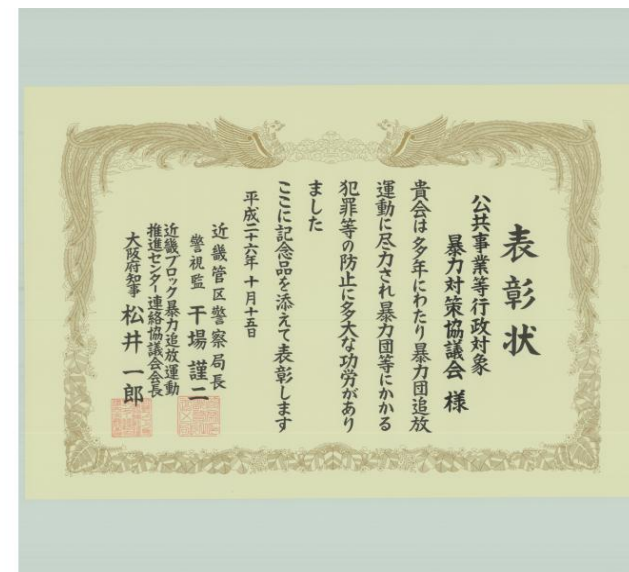 表彰状
公共事業等行政対象
暴力対策協議会 様
貴会は多年にわたり暴力団追放
運動に尽力され暴力団等にかかる
犯罪等の防止に多大な功労があり
ました
ここに記念品を添えて表彰します
平成二十六年十月十五日
近畿管区警察局長
警視監 干場 謹二
近畿ブロック暴力追放運動
推進センター連絡協議会会長
大阪府知事 松井 一郎